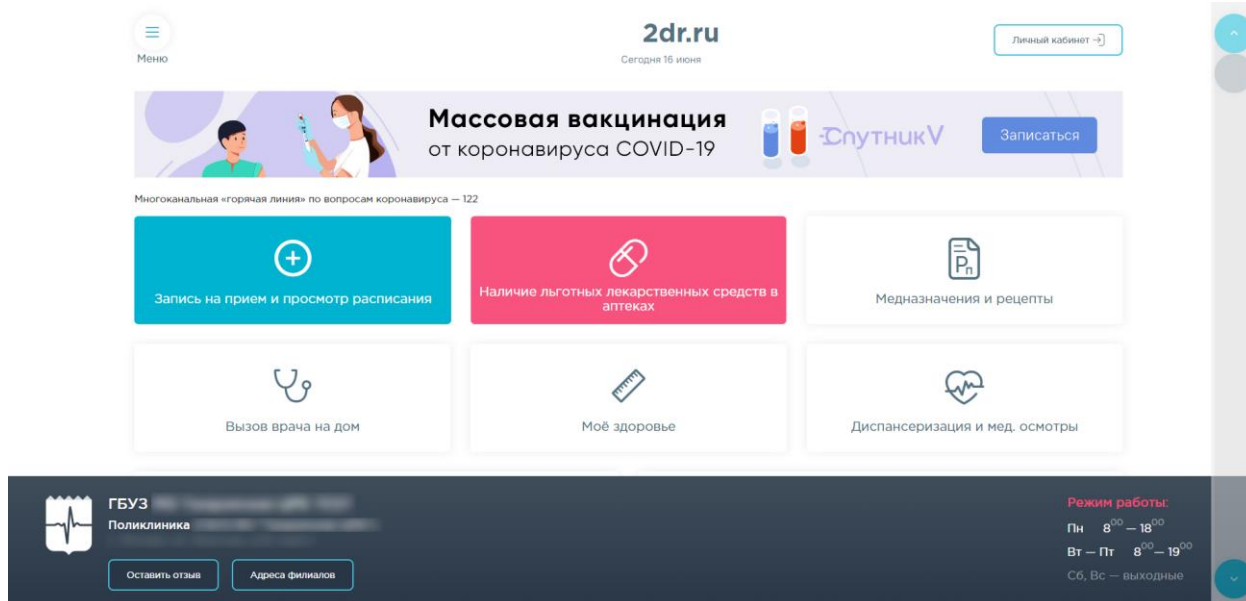 2dr.ru
Личный кабинет
Меню
Сегодня 16 июня
Массовая вакцинация
от коронавируса COVID-19
Спутник V
Записаться
Многоканальная «горячая линия» по вопросам коронавируса — 122
Запись на прием и просмотр расписания
Наличие льготных лекарственных средств в
аптеках
Рп
Медназначения и рецепты
Вызов врача на дом
Моё здоровье
Диспансеризация и мед. осмотры
ГБУЗ
Поликлиника
Оставить отзыв
Адреса филиалов
Режим работы:
Пн 8⁰⁰ — 18⁰⁰
Вт — Пт 8⁰⁰ — 19⁰⁰
Сб, Вс — выходные